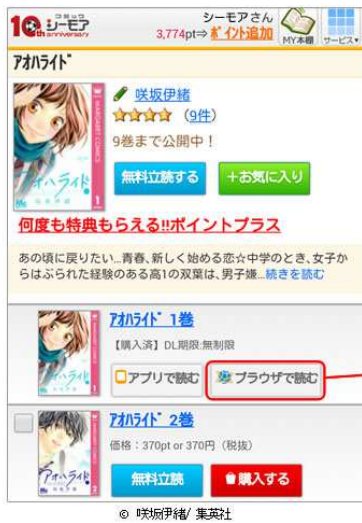 10th anniversary
コミック シーモア
シーモアさん
3,774pt⇒ポイント追加
MY本棚
サービス▾
アオハライド
咲坂伊緒
★★★★ (9件)
9巻まで公開中！
無料立読する
+お気に入り
何度も特典もらえる!!ポイントプラス
あの頃に戻りたい…青春、新しく始める恋☆中学のとき、女子か
らはぶられた経験のある高1の双葉は、男子嫌…続きを読む
アオハライド 1巻
【購入済】DL期限:無制限
アプリで読む
ブラウザで読む
アオハライド 2巻
価格：370pt or 370円（税抜）
無料立読
購入する
© 咲坂伊緒/ 集英社